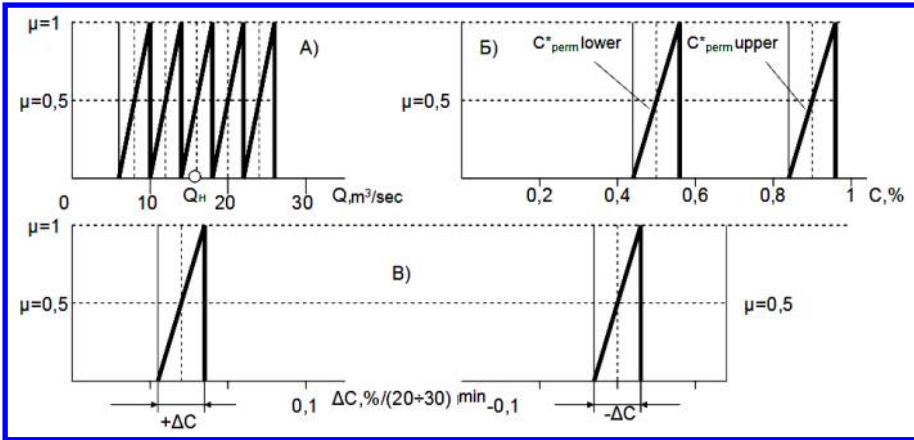 μ=1
A)
Б)
C*perm lower
C*perm upper
μ=0,5
μ=0,5
0
10
Qн
20
Q,m³/sec
30
0,2
0,4
0,6
0,8
1
C,%
μ=1
B)
μ=0,5
μ=0,5
+ΔC
0,1
ΔC,%/(20÷30) min
-0,1
-ΔC